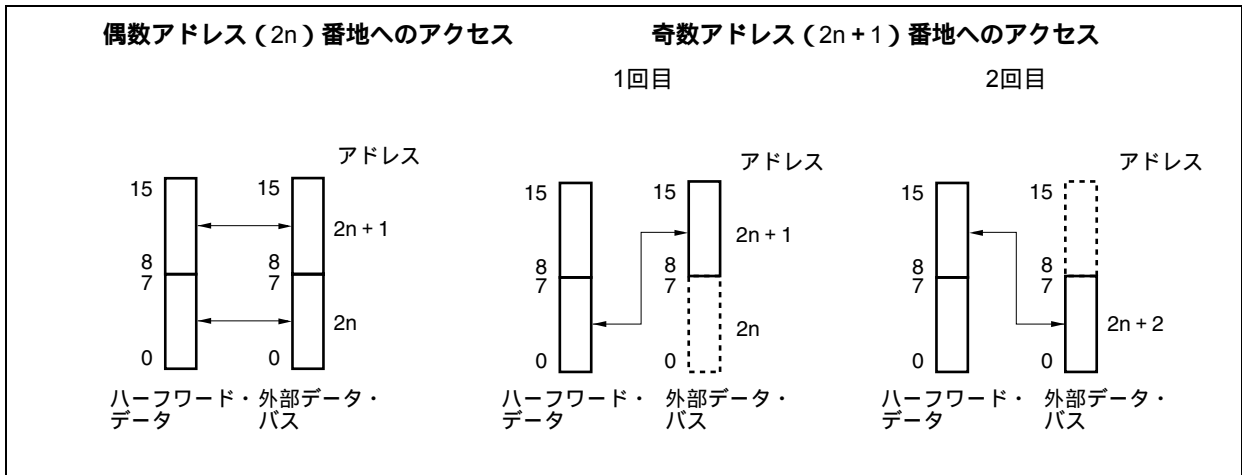 偶数アドレス（2n）番地へのアクセス
奇数アドレス（2n＋1）番地へのアクセス
1回目
2回目
アドレス
15
15
2n＋1
8
8
7
7
2n
0
0
ハーフワード・
データ
外部データ・
バス
アドレス
15
15
2n＋1
8
8
7
7
2n
0
0
ハーフワード・
データ
外部データ・
バス
アドレス
15
15
8
8
7
7
2n＋2
0
0
ハーフワード・
データ
外部データ・
バス